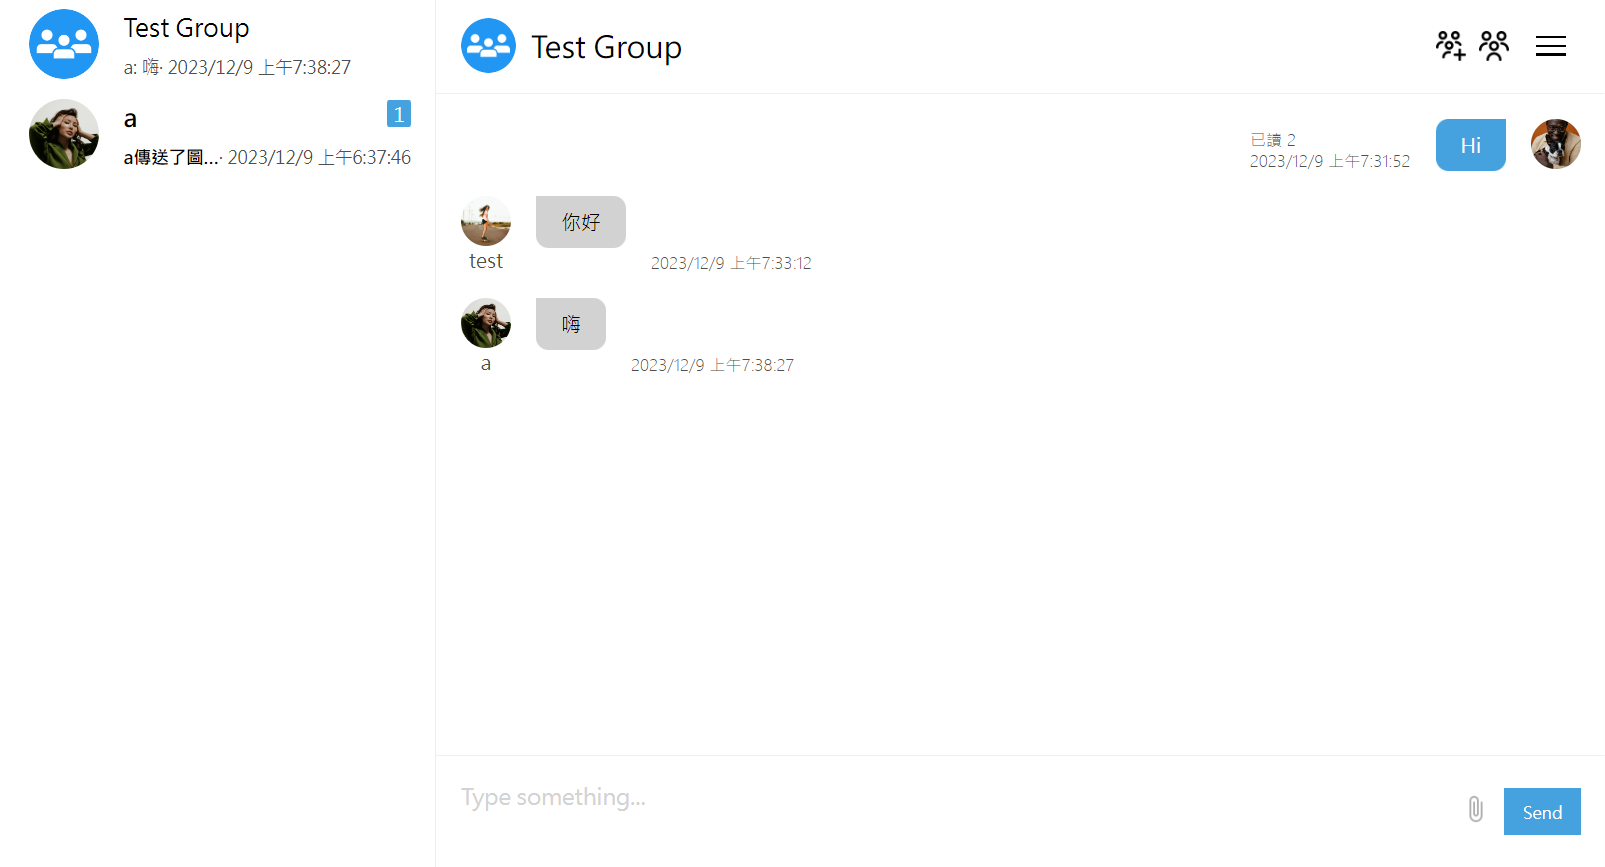 Test Group
a: 嗨· 2023/12/9 上午7:38:27
a
1
a傳送了圖...· 2023/12/9 上午6:37:46
Test Group
已讀 2
2023/12/9 上午7:31:52
Hi
你好
test
2023/12/9 上午7:33:12
嗨
a
2023/12/9 上午7:38:27
Type something...
Send